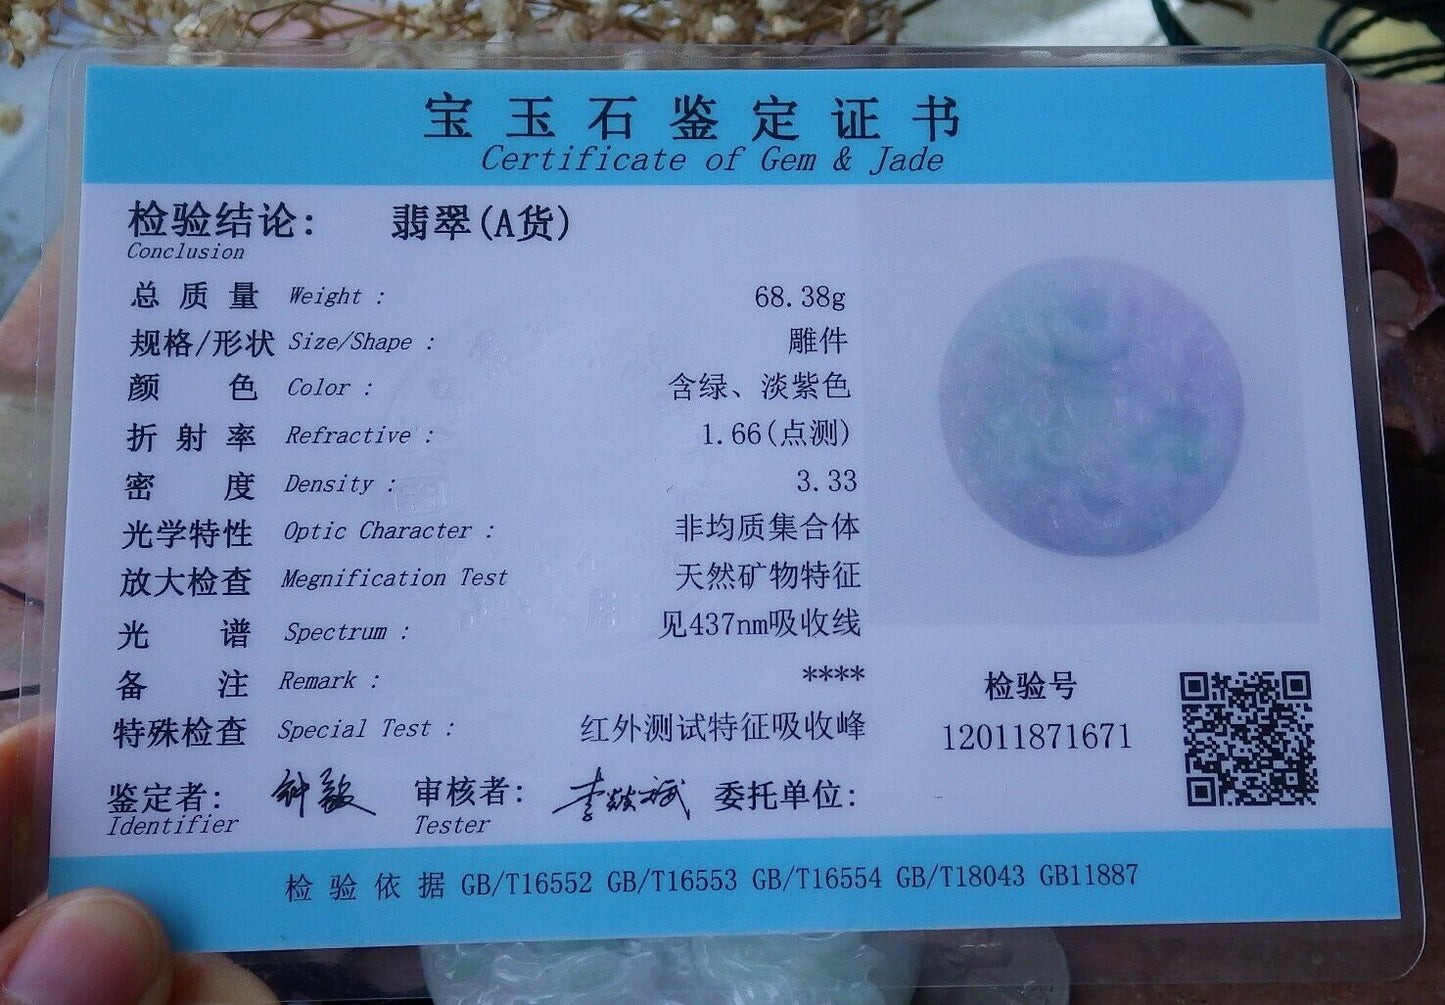 宝玉石鉴定证书
Certificate of Gem & Jade
检验结论: 翡翠(A货)
Conclusion
总质量 Weight : 68.38g
规格/形状 Size/Shape : 雕件
颜色 Color : 含绿、淡紫色
折射率 Refractive : 1.66(点测)
密度 Density : 3.33
光学特性 Optic Character : 非均质集合体
放大检查 Megnification Test 天然矿物特征
光谱 Spectrum : 见437nm吸收线
备注 Remark : ****
特殊检查 Special Test : 红外测试特征吸收峰
检验号
12011871671
鉴定者: 审核者: 委托单位:
Identifier Tester
检验依据 GB/T16552 GB/T16553 GB/T16554 GB/T18043 GB11887